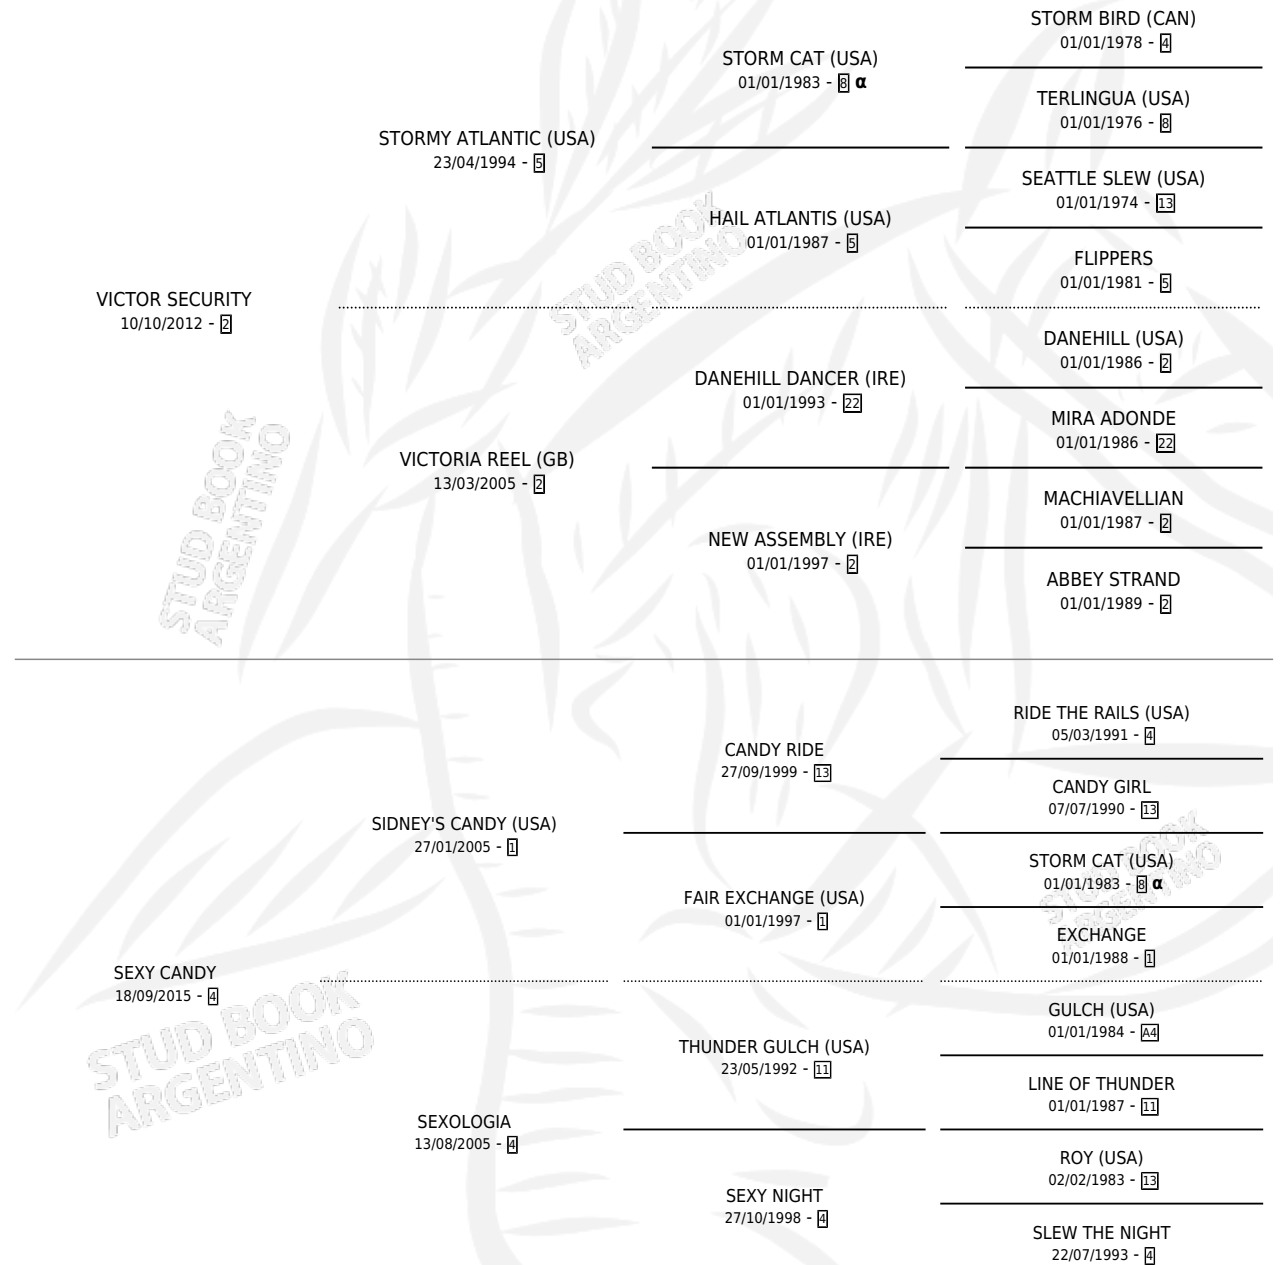 STORM BIRD (CAN)
01/01/1978 - 4
STORM CAT (USA)
01/01/1983 - 8 α
TERLINGUA (USA)
01/01/1976 - 8
STORMY ATLANTIC (USA)
23/04/1994 - 5
SEATTLE SLEW (USA)
01/01/1974 - 13
HAIL ATLANTIS (USA)
01/01/1987 - 5
FLIPPERS
01/01/1981 - 5
VICTOR SECURITY
10/10/2012 - 2
DANEHILL (USA)
01/01/1986 - 2
DANEHILL DANCER (IRE)
01/01/1993 - 22
MIRA ADONDE
01/01/1986 - 22
VICTORIA REEL (GB)
13/03/2005 - 2
MACHIAVELLIAN
01/01/1987 - 2
NEW ASSEMBLY (IRE)
01/01/1997 - 2
ABBEY STRAND
01/01/1989 - 2
RIDE THE RAILS (USA)
05/03/1991 - 4
CANDY RIDE
27/09/1999 - 13
CANDY GIRL
07/07/1990 - 13
SIDNEY'S CANDY (USA)
27/01/2005 - 1
STORM CAT (USA)
01/01/1983 - 8 α
FAIR EXCHANGE (USA)
01/01/1997 - 1
EXCHANGE
01/01/1988 - 1
SEXY CANDY
18/09/2015 - 4
GULCH (USA)
01/01/1984 - A4
THUNDER GULCH (USA)
23/05/1992 - 11
LINE OF THUNDER
01/01/1987 - 11
SEXOLOGIA
13/08/2005 - 4
ROY (USA)
02/02/1983 - 13
SEXY NIGHT
27/10/1998 - 4
SLEW THE NIGHT
22/07/1993 - 4
STUD BOOK
ARGENTINO
STUD BOOK
ARGENTINO
STUD BOOK
ARGENTINO
STUD BOOK
ARGENTINO